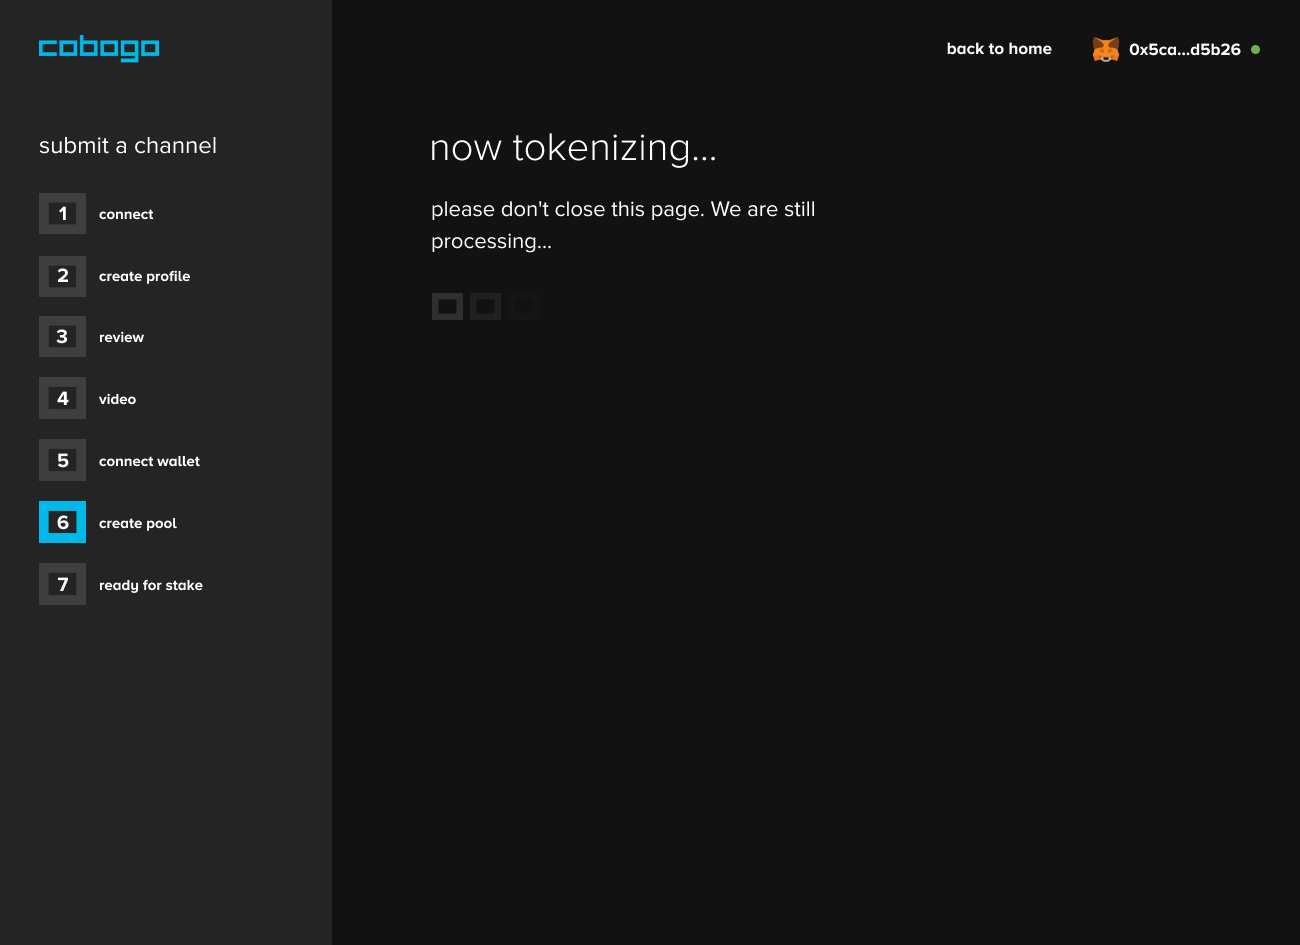 cobogo
back to home
0x5ca...d5b26
submit a channel
1 connect
2 create profile
3 review
4 video
5 connect wallet
6 create pool
7 ready for stake
now tokenizing...
please don't close this page. We are still
processing...